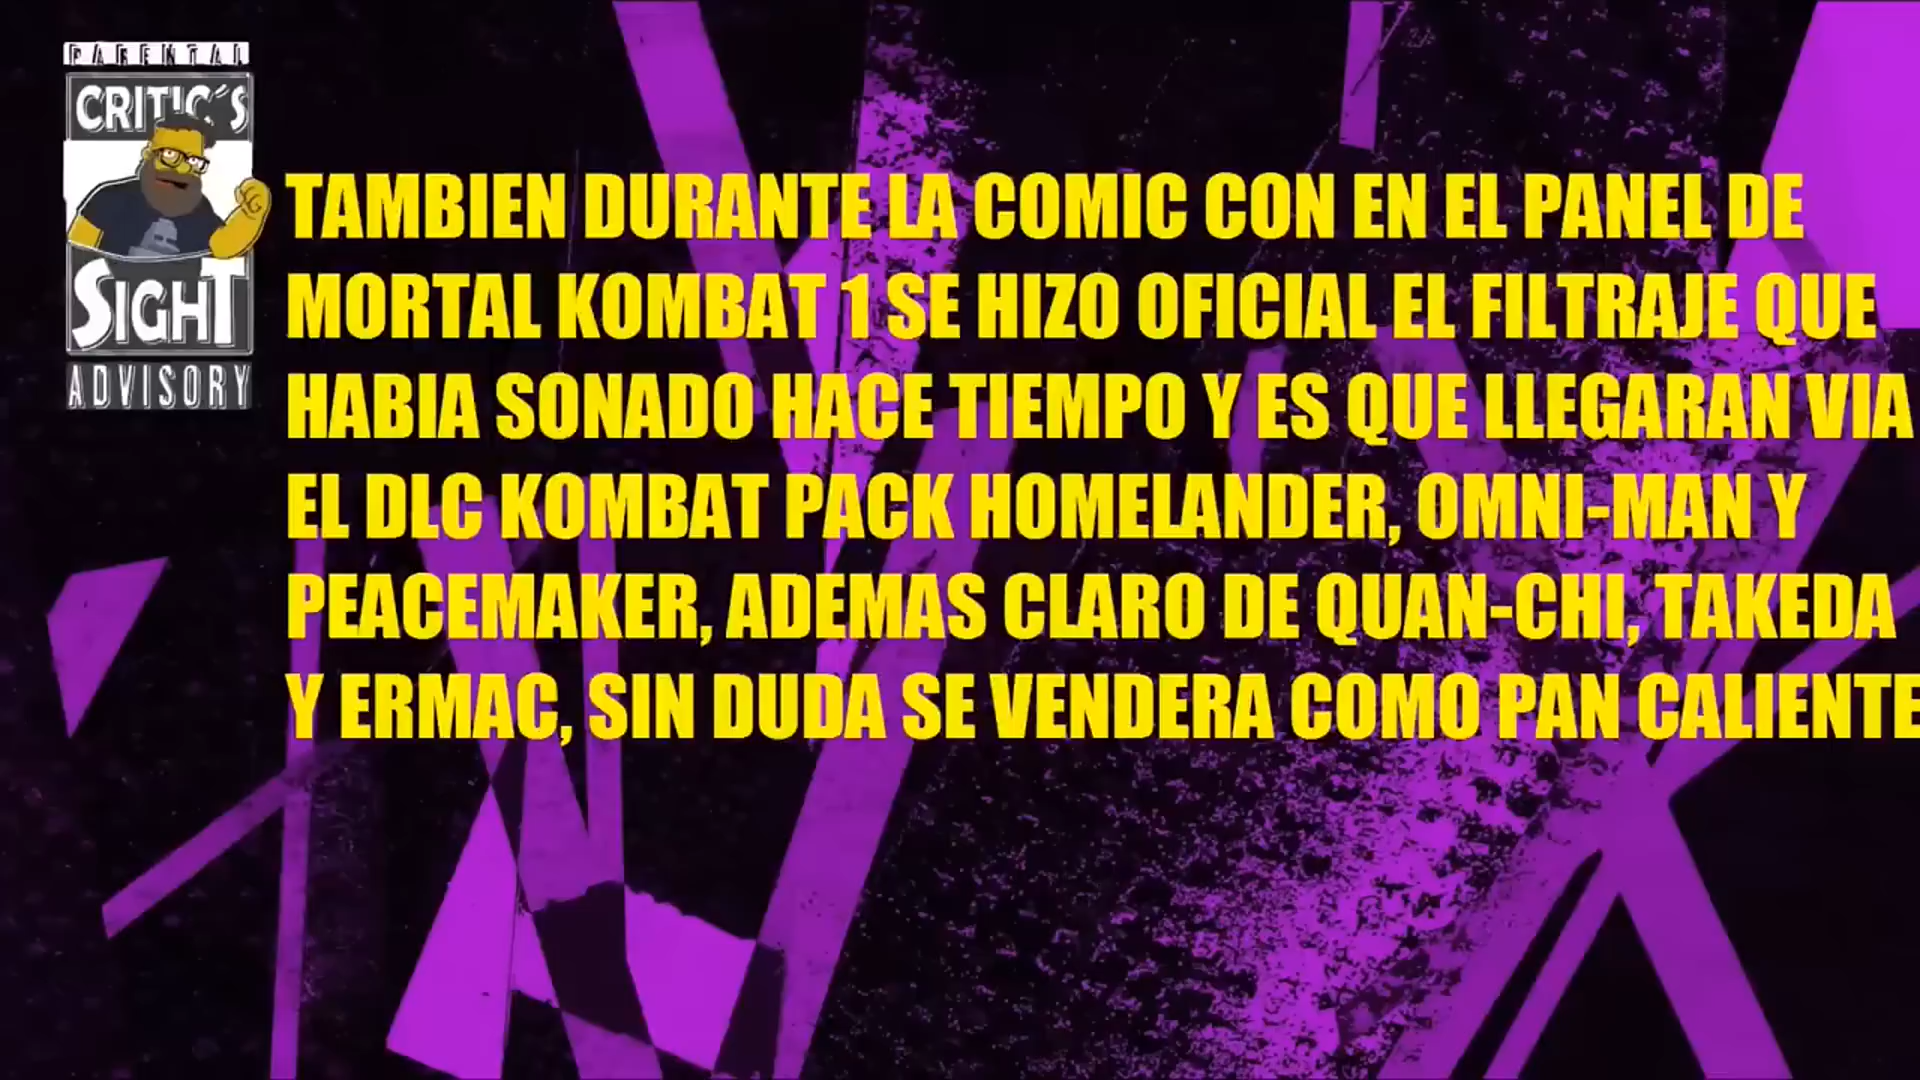 PARENTAL
CRITIC´S
SIGHT
ADVISORY
TAMBIEN DURANTE LA COMIC CON EN EL PANEL DE
MORTAL KOMBAT 1 SE HIZO OFICIAL EL FILTRAJE QUE
HABIA SONADO HACE TIEMPO Y ES QUE LLEGARAN VIA
EL DLC KOMBAT PACK HOMELANDER, OMNI-MAN Y
PEACEMAKER, ADEMAS CLARO DE QUAN-CHI, TAKEDA
Y ERMAC, SIN DUDA SE VENDERA COMO PAN CALIENTE